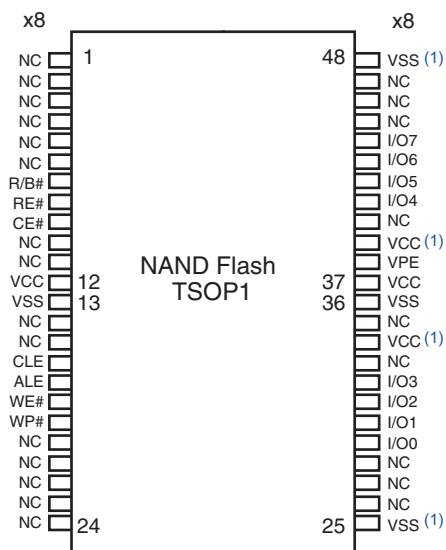 x8 x8
NC 1 48 VSS (1)
NC NC
NC NC
NC NC
NC I/O7
NC I/O6
R/B# I/O5
RE# I/O4
CE# NC
NC VCC (1)
NC NAND Flash VPE
VCC 12 TSOP1 37 VCC
VSS 13 36 VSS
NC NC
NC VCC (1)
CLE NC
ALE I/O3
WE# I/O2
WP# I/O1
NC I/O0
NC NC
NC NC
NC NC
NC 24 25 VSS (1)